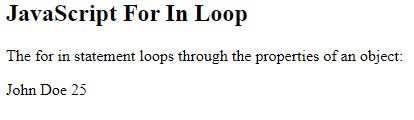 JavaScript For In Loop
The for in statement loops through the properties of an object:
John Doe 25